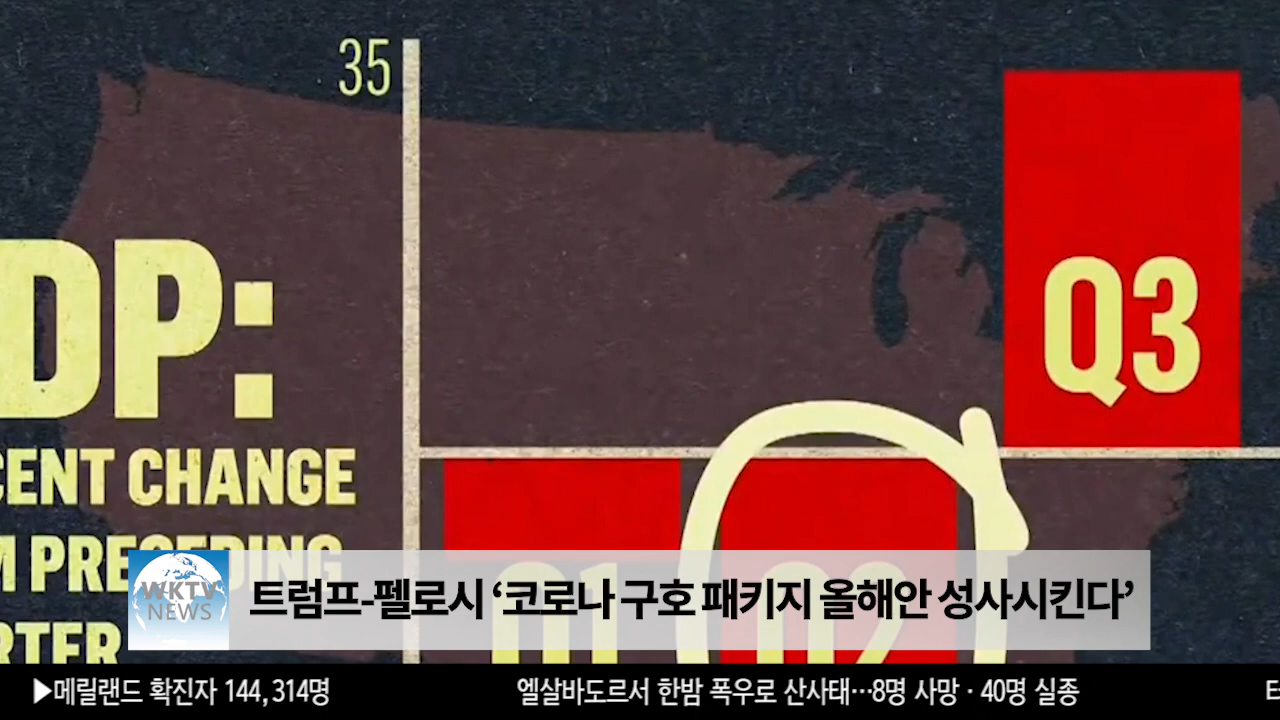 35
DP:
CENT CHANGE
M PRECEDING
RTER
Q1
Q2
Q3
WKTV
NEWS
트럼프-펠로시 ‘코로나 구호 패키지 올해안 성사시킨다’
▶메릴랜드 확진자 144,314명
엘살바도르서 한밤 폭우로 산사태…8명 사망·40명 실종